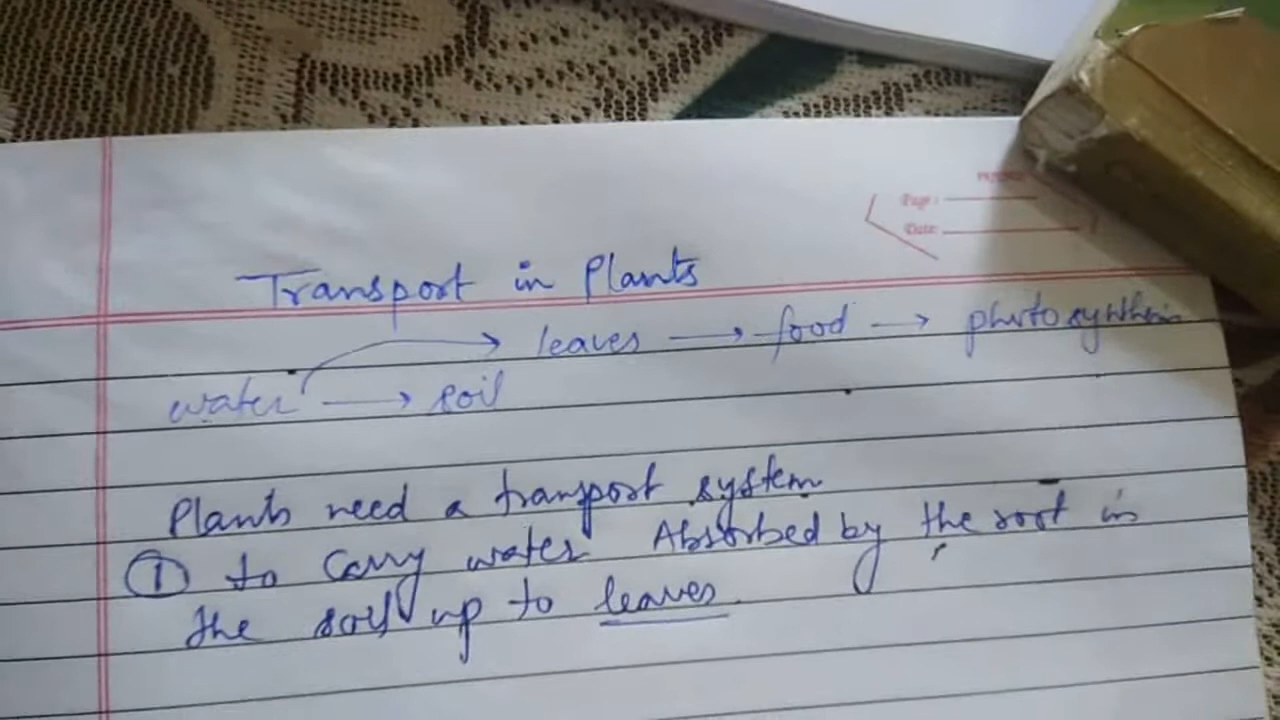 Page :
Date:
Transport in Plants
→ leaves → food → photosynthesis
water → soil
Plants need a transport system
① to carry water Absorbed by the root in
the soil up to leaves